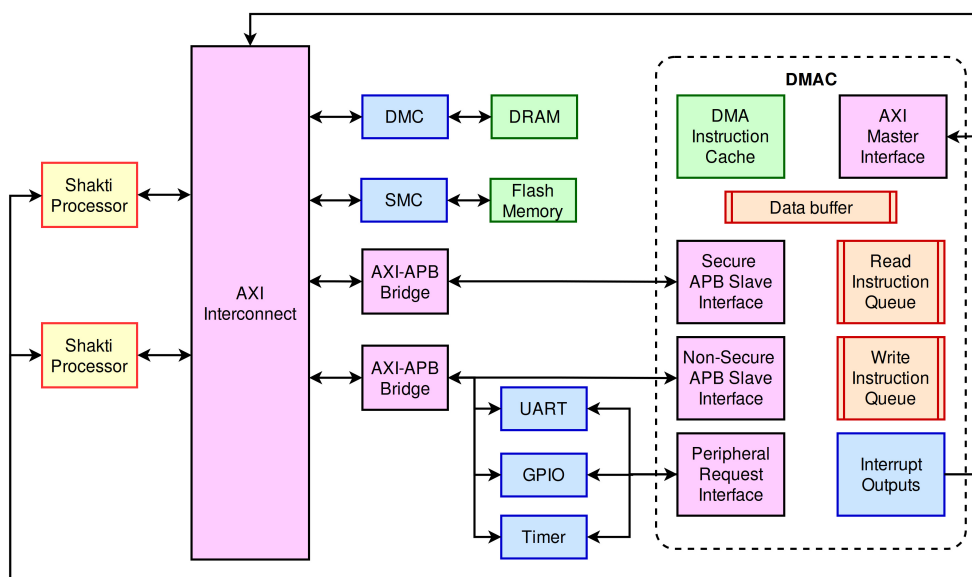 DMAC
DMA
Instruction
Cache
AXI
Master
Interface
DMC
DRAM
Shakti
Processor
SMC
Flash
Memory
Data buffer
AXI
Interconnect
AXI-APB
Bridge
Secure
APB Slave
Interface
Read
Instruction
Queue
Shakti
Processor
AXI-APB
Bridge
Non-Secure
APB Slave
Interface
Write
Instruction
Queue
UART
GPIO
Timer
Peripheral
Request
Interface
Interrupt
Outputs